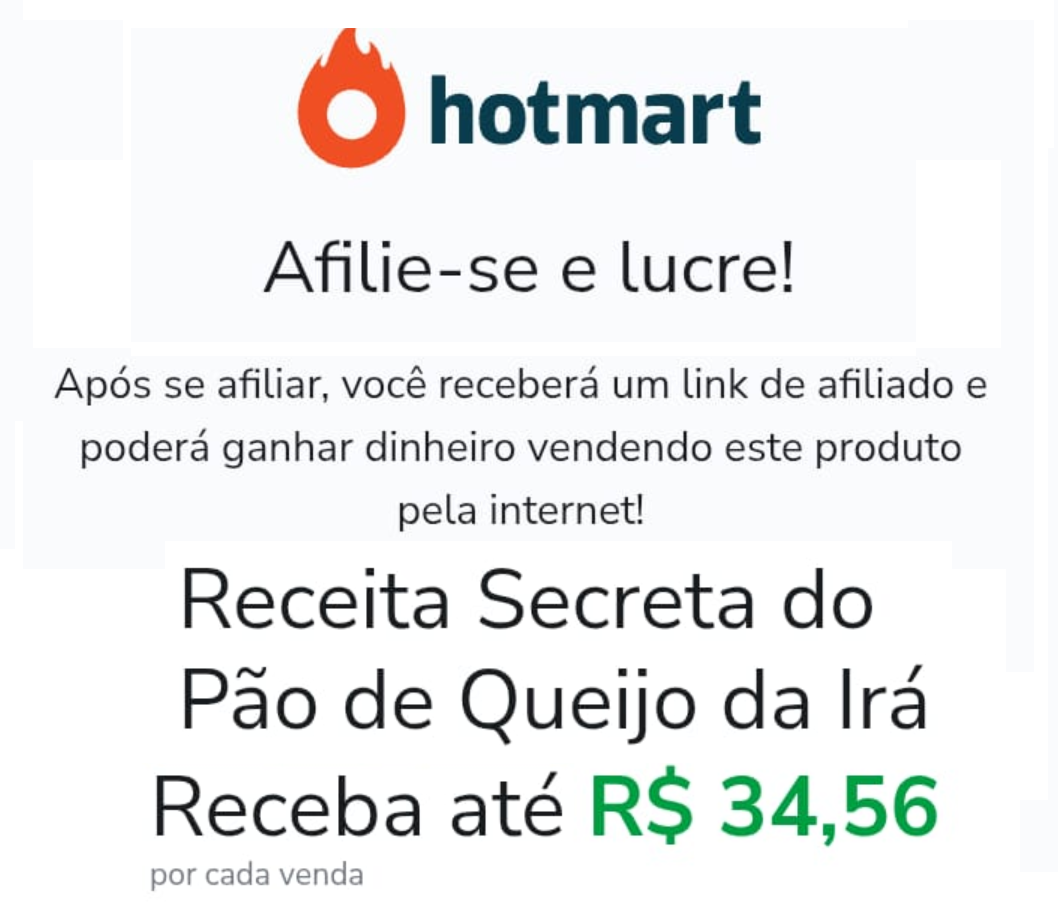 hotmart
Afilie-se e lucre!
Após se afiliar, você receberá um link de afiliado e
poderá ganhar dinheiro vendendo este produto
pela internet!
Receita Secreta do
Pão de Queijo da Irá
Receba até R$ 34,56
por cada venda